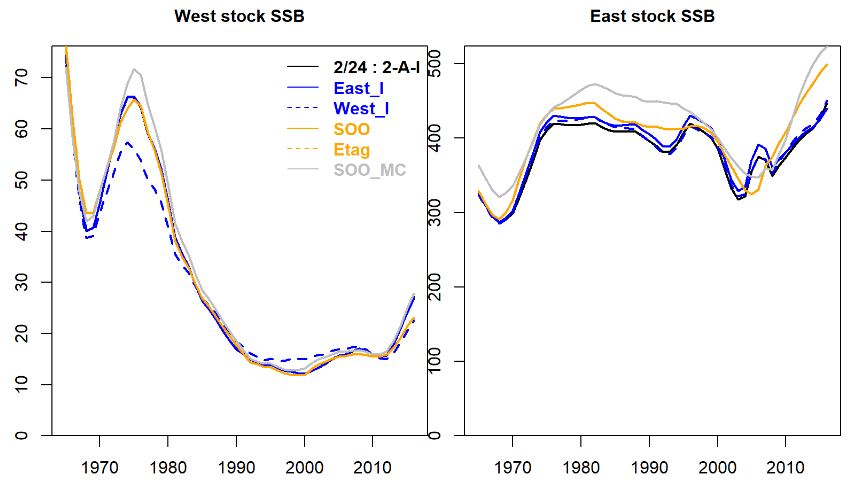 West stock SSB
East stock SSB
2/24 : 2-A-I
East_I
West_I
SOO
Etag
SOO_MC
70
60
50
40
30
20
10
0
1970 1980 1990 2000 2010
500
400
300
200
100
0
1970 1980 1990 2000 2010